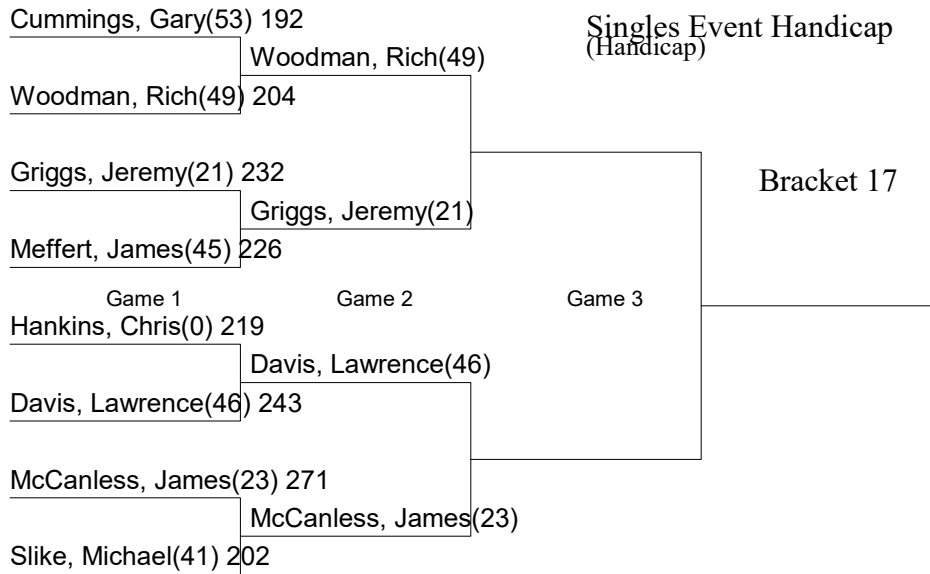 Cummings, Gary(53) 192
Singles Event Handicap
(Handicap)
Woodman, Rich(49)
Woodman, Rich(49) 204
Griggs, Jeremy(21) 232
Bracket 17
Griggs, Jeremy(21)
Meffert, James(45) 226
Game 1
Game 2
Game 3
Hankins, Chris(0) 219
Davis, Lawrence(46)
Davis, Lawrence(46) 243
McCanless, James(23) 271
McCanless, James(23)
Slike, Michael(41) 202